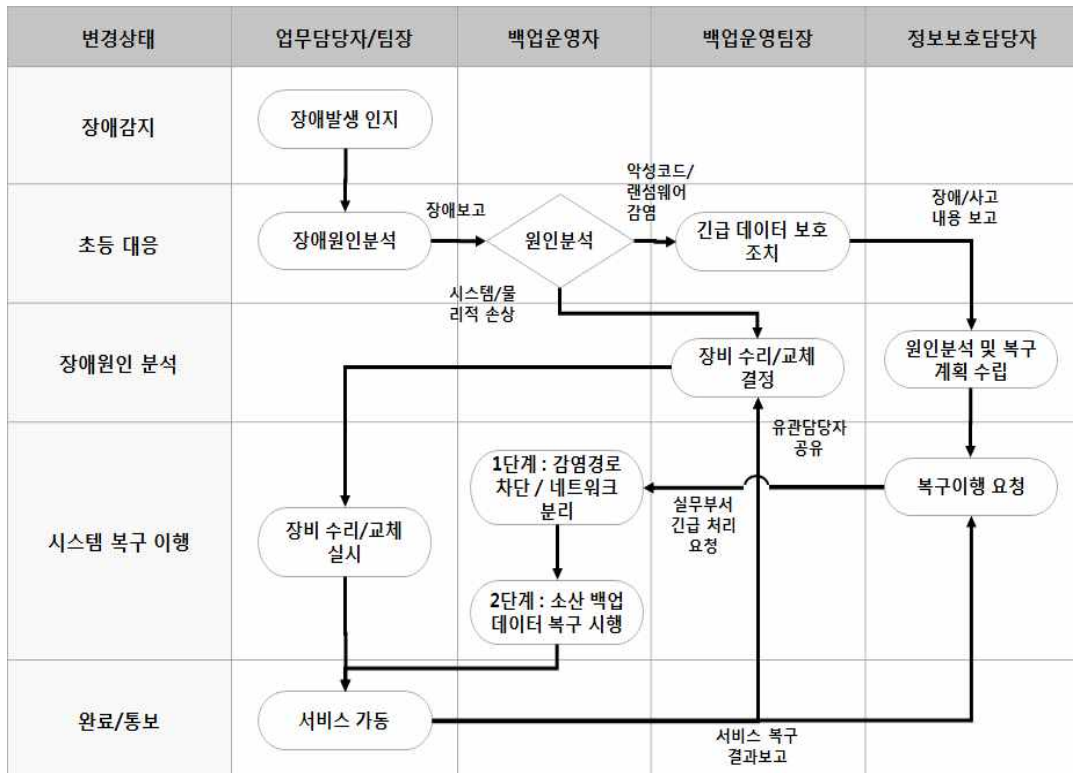 변경상태
업무담당자/팀장
백업운영자
백업운영팀장
정보보호담당자
장애감지
장애발생 인지
초등 대응
장애원인분석
장애보고
원인분석
악성코드/
랜섬웨어
감염
긴급 데이터 보호
조치
장애/사고
내용 보고
시스템/물
리적 손상
장애원인 분석
장비 수리/교체
결정
원인분석 및 복구
계획 수립
유관담당자
공유
시스템 복구 이행
장비 수리/교체
실시
1단계 : 감염경로
차단 / 네트워크
분리
실무부서
긴급 처리
요청
복구이행 요청
2단계 : 소산 백업
데이터 복구 시행
완료/통보
서비스 가동
서비스 복구
결과보고